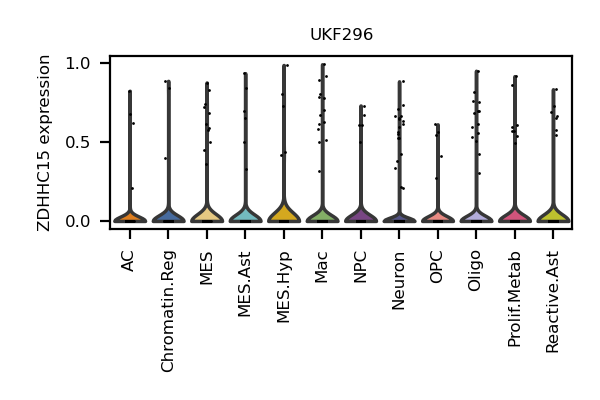 UKF296
ZDHHC15 expression
1.0
0.5
0.0
AC
Chromatin.Reg
MES
MES.Ast
MES.Hyp
Mac
NPC
Neuron
OPC
Oligo
Prolif.Metab
Reactive.Ast